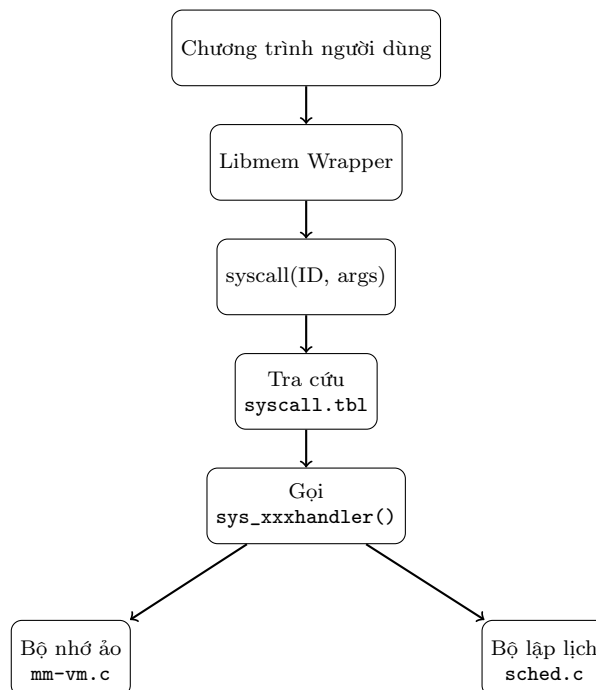 Chương trình người dùng
Libmem Wrapper
syscall(ID, args)
Tra cứu
syscall.tbl
Gọi
sys_xxxhandler()
Bộ nhớ ảo
mm-vm.c
Bộ lập lịch
sched.c